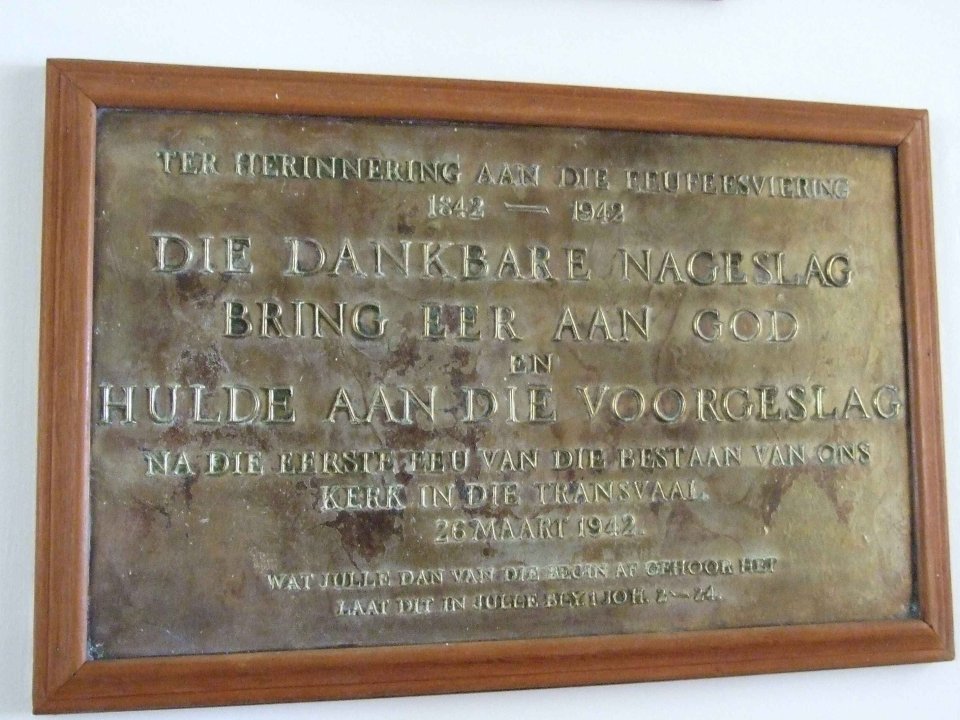 TER HERINNERING AAN DIE EEUFEESVIERING
1842 — 1942
DIE DANKBARE NAGESLAG
BRING EER AAN GOD
EN
HULDE AAN DIE VOORGESLAG
NA DIE EERSTE EEU VAN DIE BESTAAN VAN ONS
KERK IN DIE TRANSVAAL.
26 MAART 1942.
WAT JULLE DAN VAN DIE BEGIN AF GEHOOR HET
LAAT DIT IN JULLE BLY 1 JOH. 2-24.